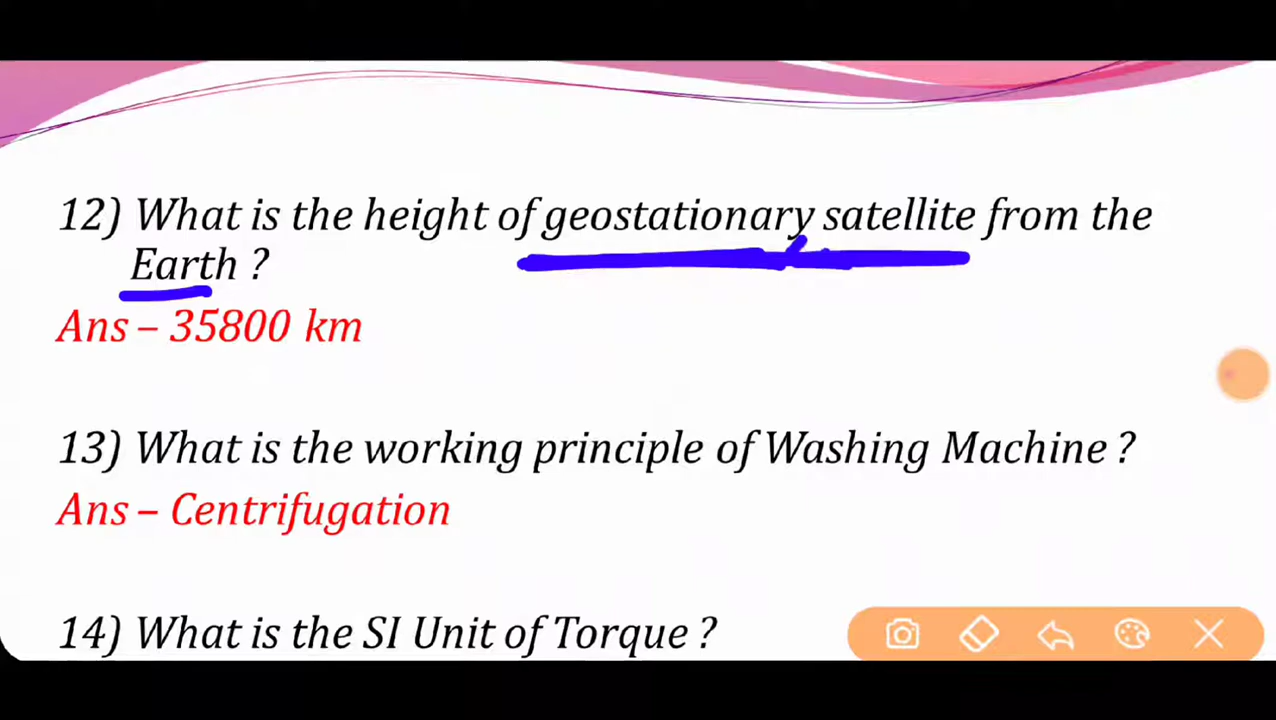 12) What is the height of geostationary satellite from the
Earth ?
Ans – 35800 km
13) What is the working principle of Washing Machine ?
Ans – Centrifugation
14) What is the SI Unit of Torque ?